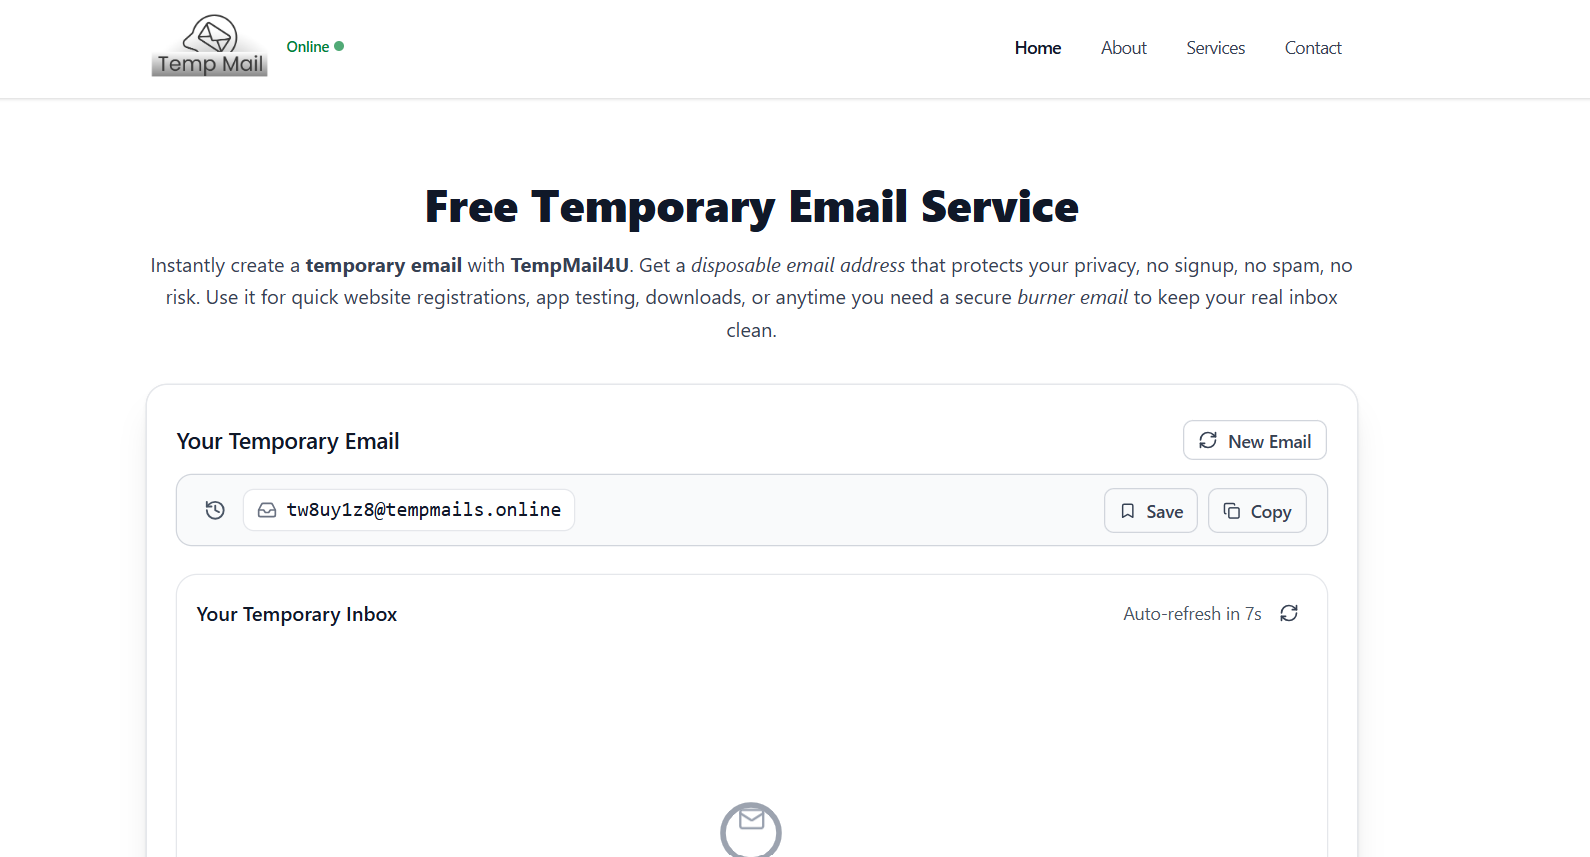 Temp Mail
Online
Home
About
Services
Contact
Free Temporary Email Service
Instantly create a temporary email with TempMail4U. Get a disposable email address that protects your privacy, no signup, no spam, no
risk. Use it for quick website registrations, app testing, downloads, or anytime you need a secure burner email to keep your real inbox
clean.
Your Temporary Email
New Email
tw8uy1z8@tempmails.online
Save
Copy
Your Temporary Inbox
Auto-refresh in 7s